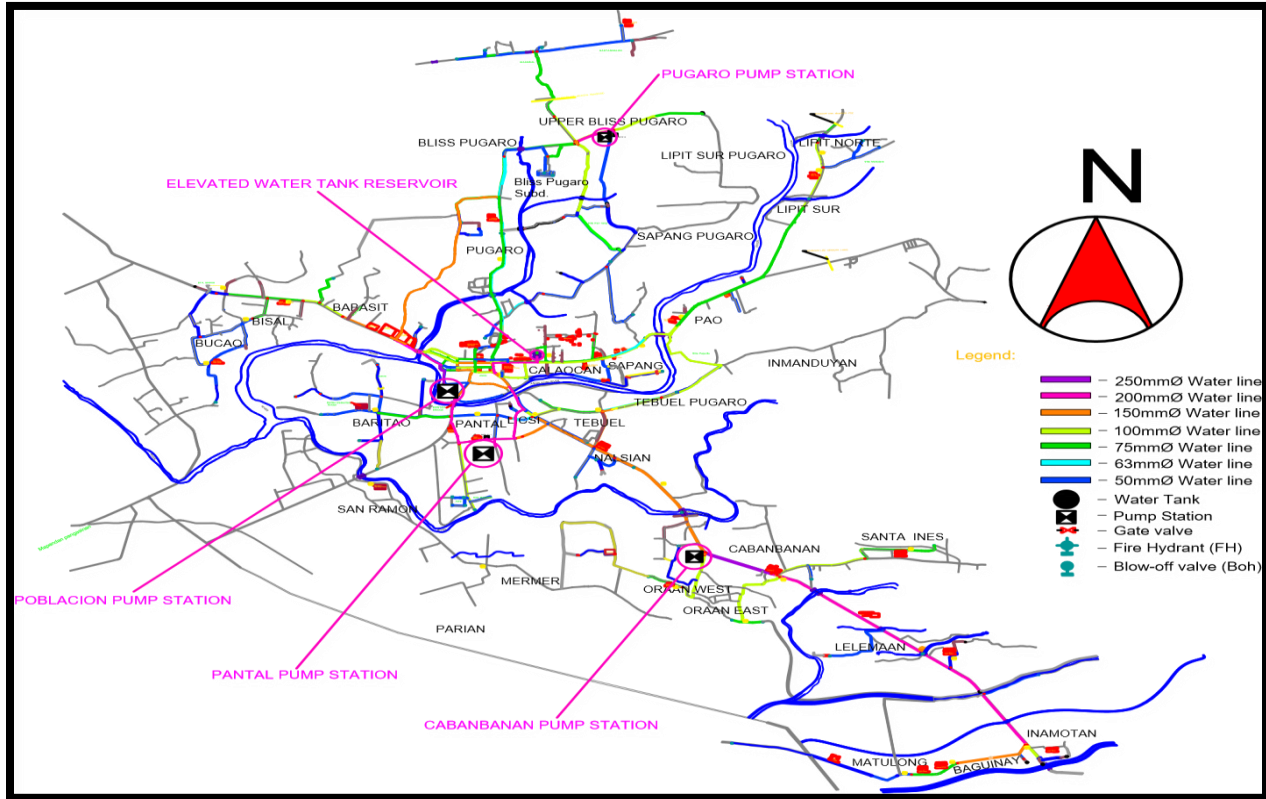 PUGARO PUMP STATION
UPPER BLISS PUGARO
BLISS PUGARO
LIPIT NORTE
LIPIT SUR PUGARO
ELEVATED WATER TANK RESERVOIR
Bliss Pugaro
Subd.
LIPIT SUR
SAPANG PUGARO
PUGARO
N
BABASIT
BISAL
BUCAO
PAO
CALAOCAN
SAPANG
INMANDUYAN
TEBUEL PUGARO
BARITAO
PANTAL
LICSI
TEBUEL
NALSIAN
SAN RAMON
CABANBANAN
SANTA INES
MERMER
ORAAN WEST
ORAAN EAST
POBLACION PUMP STATION
PARIAN
LELEMAAN
PANTAL PUMP STATION
CABANBANAN PUMP STATION
INAMOTAN
MATULONG
BAGUINAY
Legend:
– 250mmØ Water line
– 200mmØ Water line
– 150mmØ Water line
– 100mmØ Water line
– 75mmØ Water line
– 63mmØ Water line
– 50mmØ Water line
– Water Tank
– Pump Station
– Gate valve
– Fire Hydrant (FH)
– Blow-off valve (Boh)